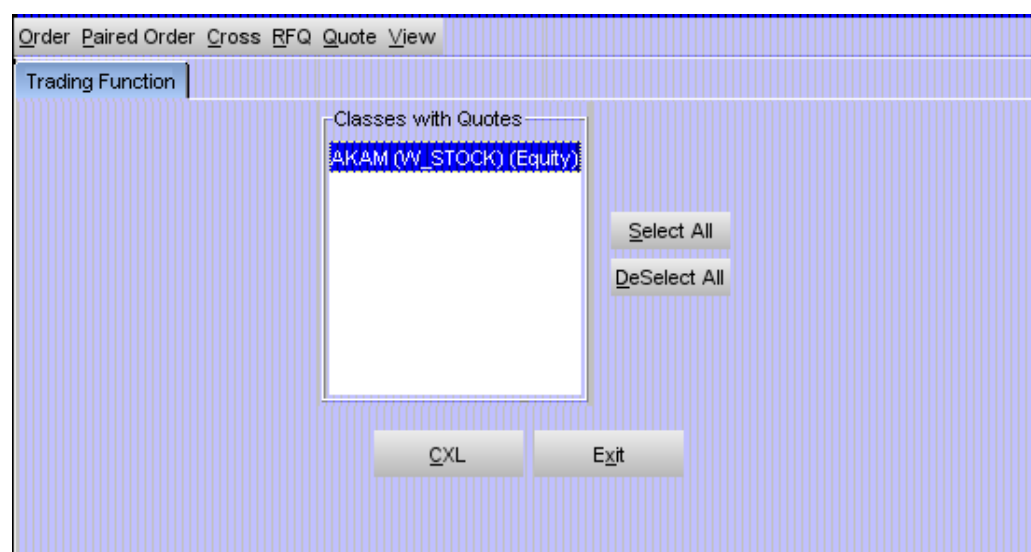 Order Paired Order Cross RFQ Quote View
Trading Function
Classes with Quotes
AKAM (W_STOCK) (Equity)
Select All
DeSelect All
CXL
Exit